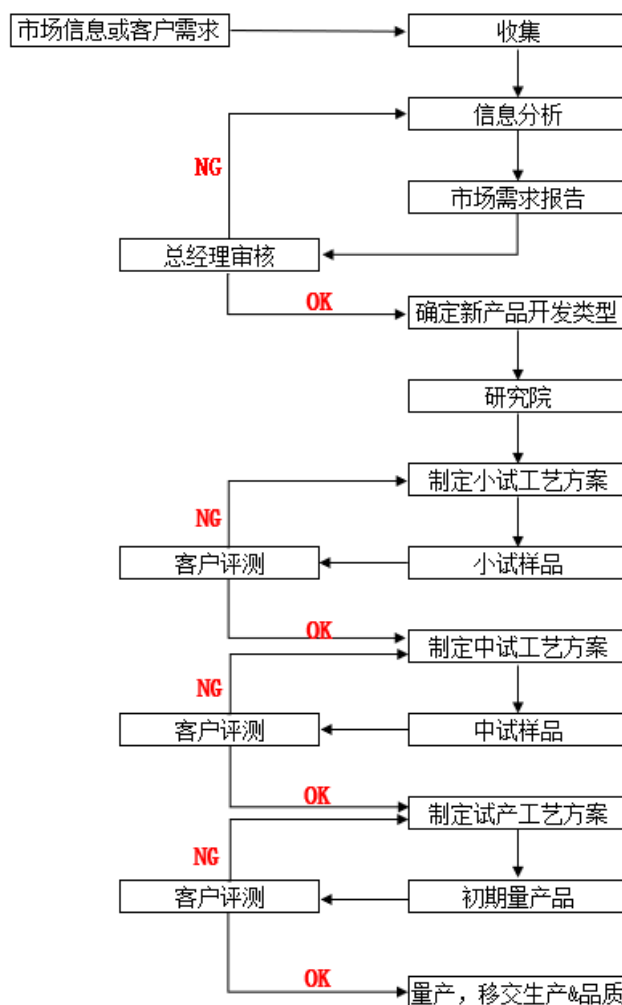 市场信息或客户需求
收集
信息分析
NG
市场需求报告
总经理审核
OK
确定新产品开发类型
研究院
制定小试工艺方案
NG
客户评测
小试样品
OK
制定中试工艺方案
NG
客户评测
中试样品
OK
制定试产工艺方案
NG
客户评测
初期量产品
OK
量产，移交生产&品质